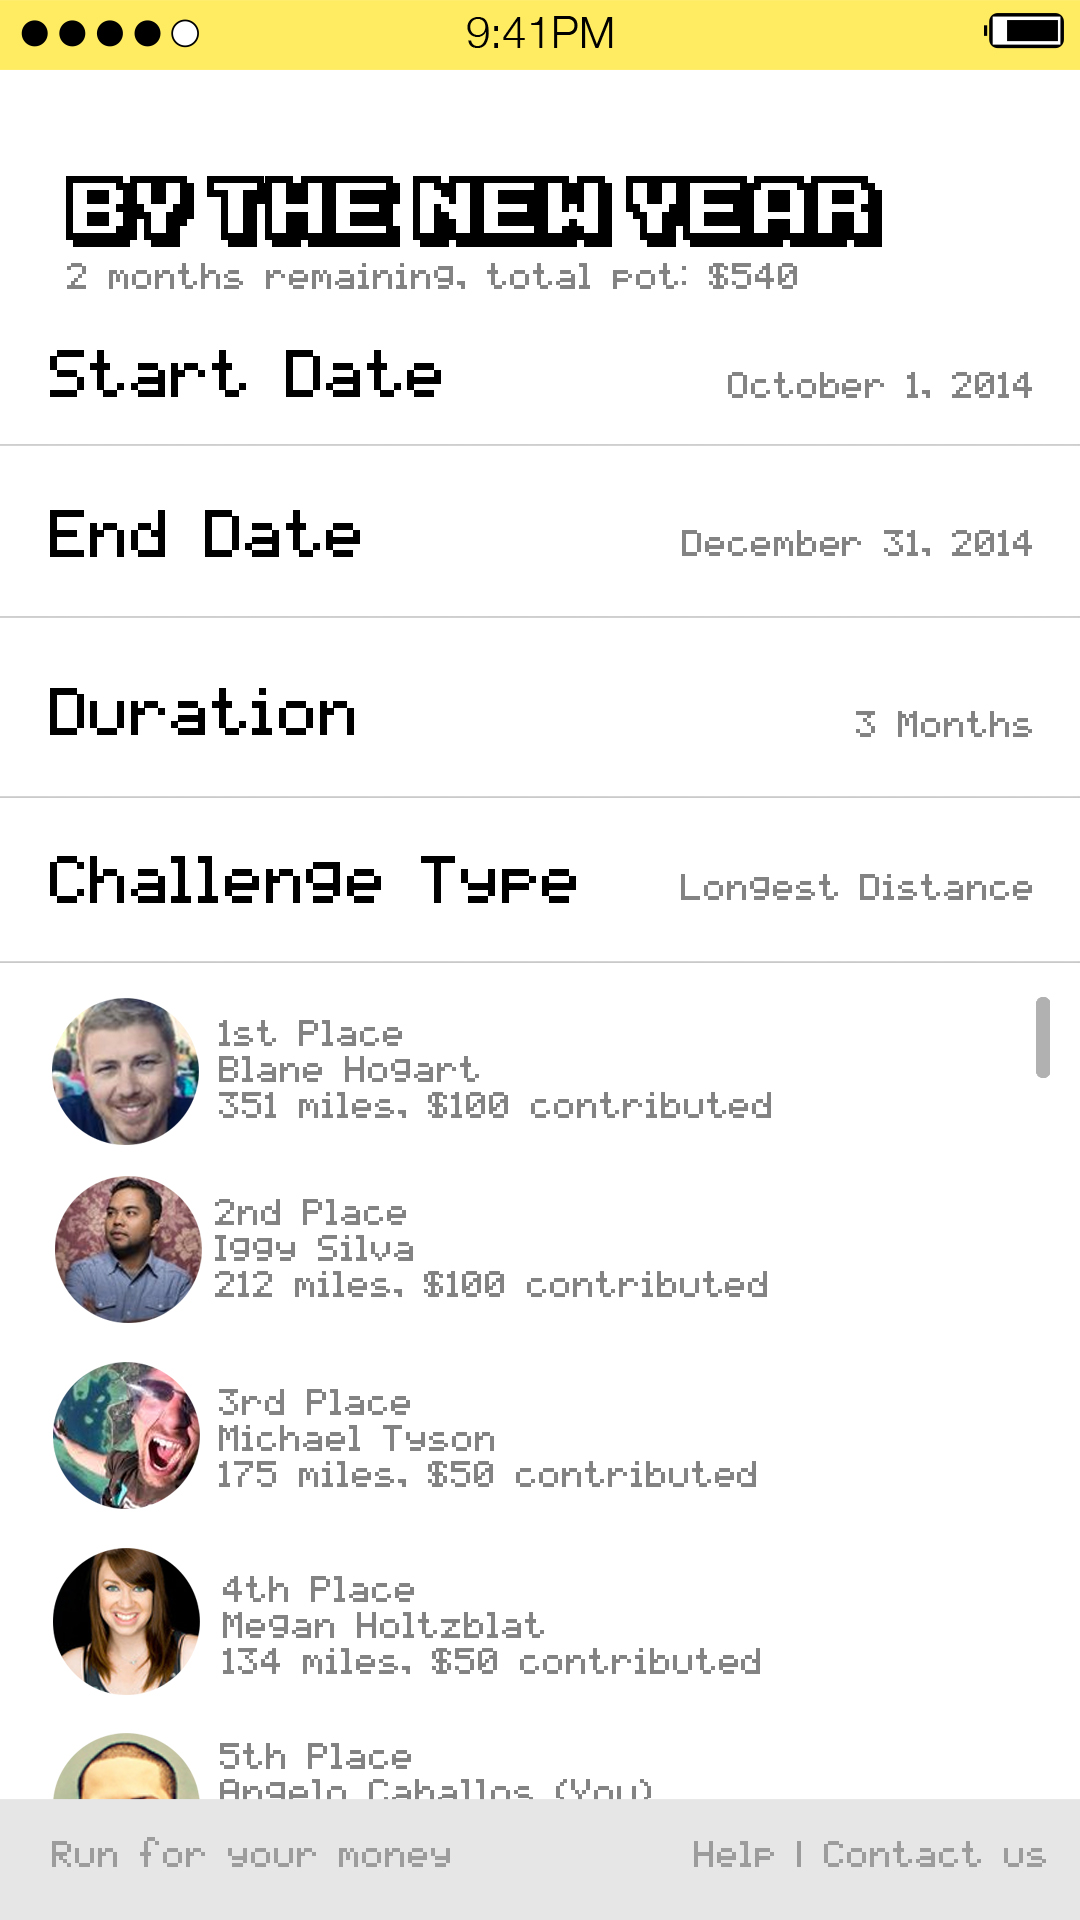 9:41PM
BY THE NEW YEAR
2 months remaining, total pot: $540
Start Date
October 1, 2014
End Date
December 31, 2014
Duration
3 Months
Challenge Type
Longest Distance
1st Place
Blane Hogart
351 miles, $100 contributed
2nd Place
Iggy Silva
212 miles, $100 contributed
3rd Place
Michael Tyson
175 miles, $50 contributed
4th Place
Megan Holtzblat
134 miles, $50 contributed
5th Place
Angelo Caballos (You)
Run for your money
Help | Contact us